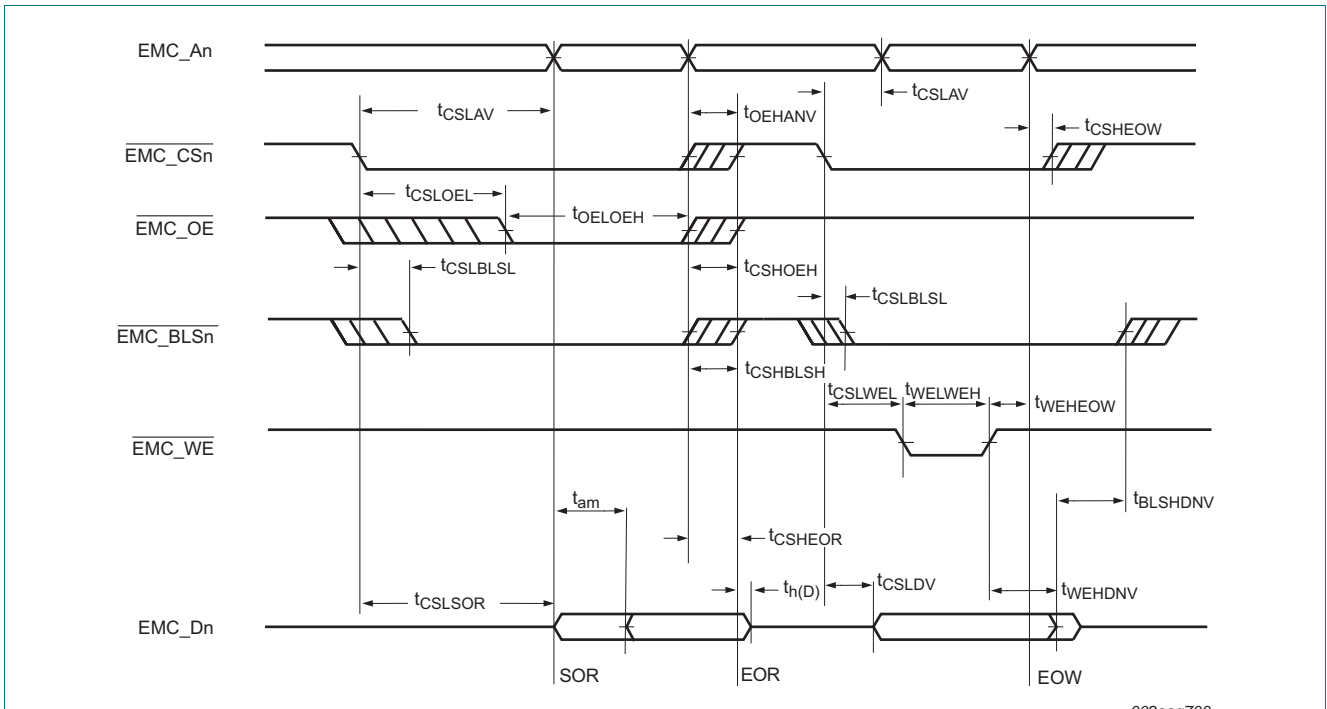 EMC_An
tCSLAV
tCSLAV
tOEHANV
tCSHEOW
EMC_CSn
tCSLOEL
tOELOEH
EMC_OE
tCSLBLSL
tCSHOEH
tCSLBLSL
EMC_BLSn
tCSHBLSH
tCSLWEL
tWELWEH
tWEHEOW
EMC_WE
tam
tBLSHDNV
tCSHEOR
tCSLSOR
th(D)
tCSLDV
tWEHDNV
EMC_Dn
SOR
EOR
EOW